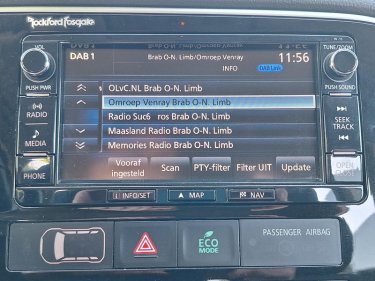 Rockford Fosgate
VOL
TUNE/ZOOM
DAB 1 Brab O-N. Limb/Omroep Venray 11:56
INFO DAB Link
PUSH PWR
PUSH SOUND
OLvC.NL Brab O-N. Limb
Omroep Venray Brab O-N. Limb
Radio Suc6 ros Brab O-N. Limb
Maasland Radio Brab O-N. Limb
Memories Radio Brab O-N. Limb
RADIO
MEDIA
PHONE
SEEK
TRACK
OPEN
Vooraf ingesteld Scan PTY-filter Filter UIT Update
INFO/SET MAP NAV
ECO
MODE
PASSENGER AIRBAG